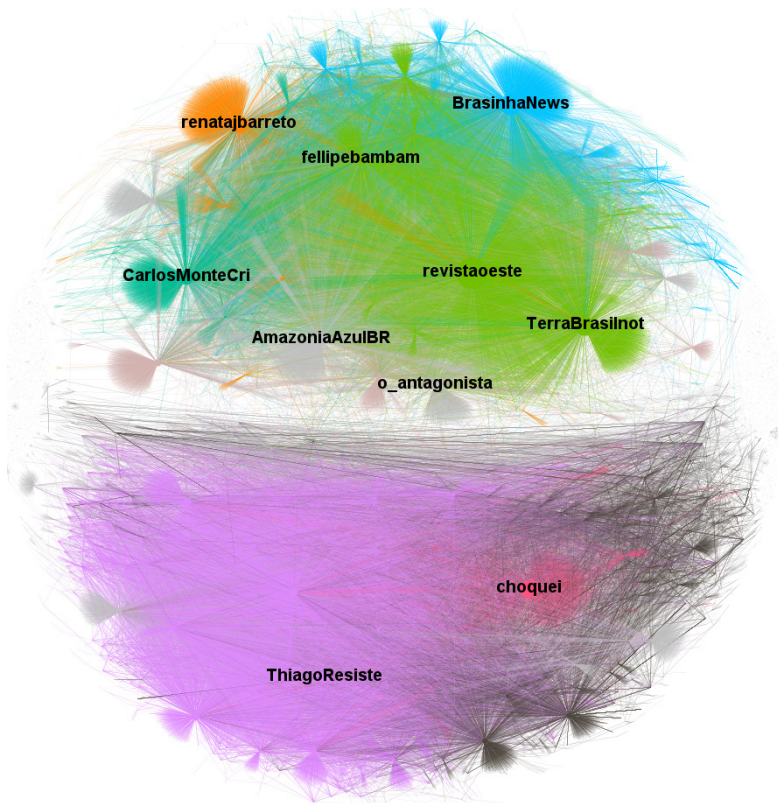 BrasinhaNews
renatajbarreto
fellipebambam
revistaoeste
CarlosMonteCri
TerraBrasilnot
AmazoniaAzulBR
o_antagonista
choquei
ThiagoResiste